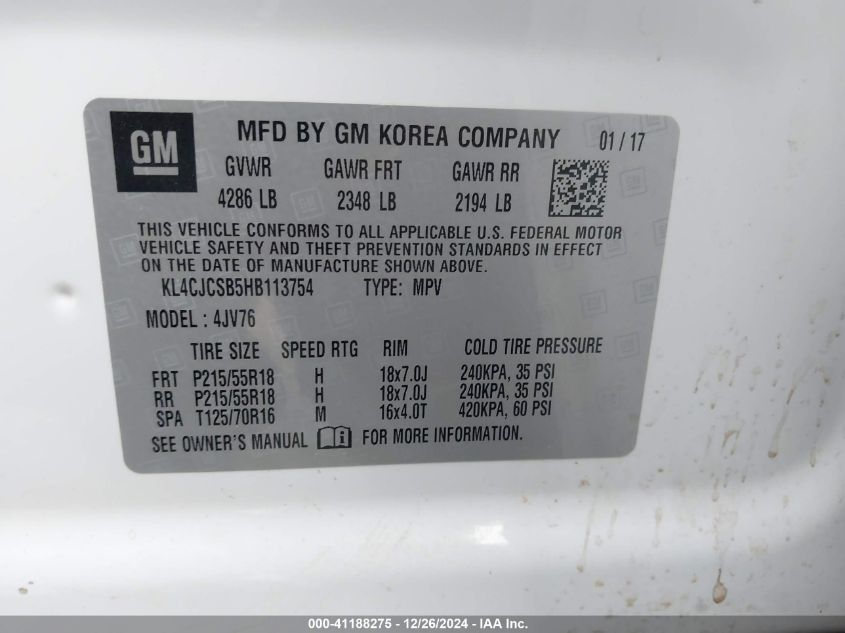 GM
MFD BY GM KOREA COMPANY 01 / 17
GVWR GAWR FRT GAWR RR
4286 LB 2348 LB 2194 LB
THIS VEHICLE CONFORMS TO ALL APPLICABLE U.S. FEDERAL MOTOR
VEHICLE SAFETY AND THEFT PREVENTION STANDARDS IN EFFECT
ON THE DATE OF MANUFACTURE SHOWN ABOVE.
KL4CJCSB5HB113754 TYPE: MPV
MODEL : 4JV76
TIRE SIZE SPEED RTG RIM COLD TIRE PRESSURE
FRT P215/55R18 H 18x7.0J 240KPA, 35 PSI
RR P215/55R18 H 18x7.0J 240KPA, 35 PSI
SPA T125/70R16 M 16x4.0T 420KPA, 60 PSI
SEE OWNER'S MANUAL i FOR MORE INFORMATION.
000-41188275 - 12/26/2024 - IAA Inc.